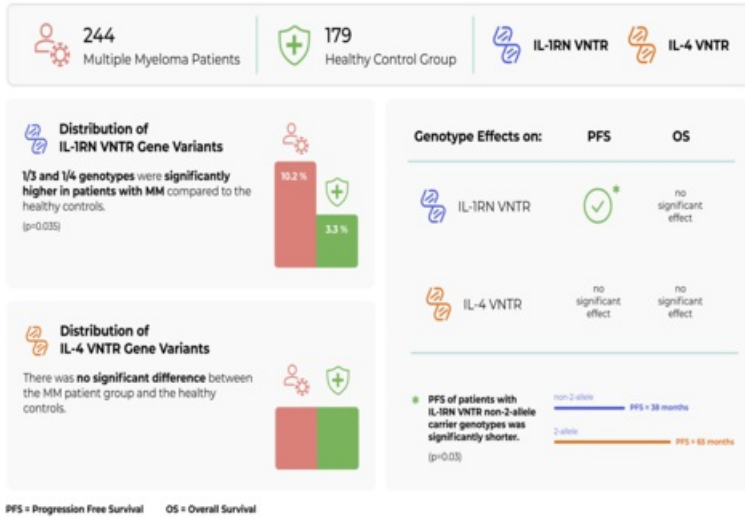 244
Multiple Myeloma Patients
179
Healthy Control Group
IL-1RN VNTR
IL-4 VNTR
Distribution of
IL-1RN VNTR Gene Variants
1/3 and 1/4 genotypes were significantly
higher in patients with MM compared to the
healthy controls.
(p=0.035)
10.2 %
3.3 %
Distribution of
IL-4 VNTR Gene Variants
There was no significant difference between
the MM patient group and the healthy
controls.
Genotype Effects on:
PFS
OS
IL-1RN VNTR
*
no
significant
effect
IL-4 VNTR
no
significant
effect
no
significant
effect
* PFS of patients with
IL-1RN VNTR non-2-allele
carrier genotypes was
significantly shorter.
(p=0.03)
non-2-allele
PFS = 38 months
2-allele
PFS = 65 months
PFS = Progression Free Survival OS = Overall Survival